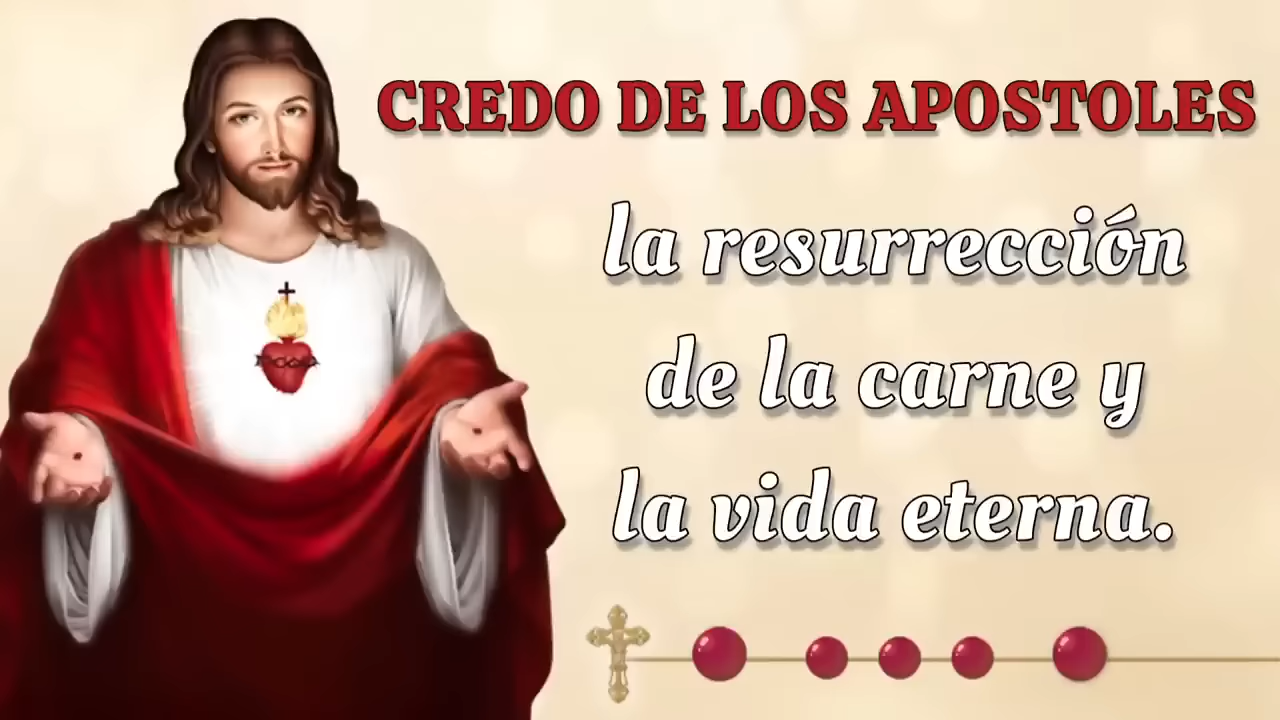 CREDO DE LOS APOSTOLES
la resurrección
de la carne y
la vida eterna.